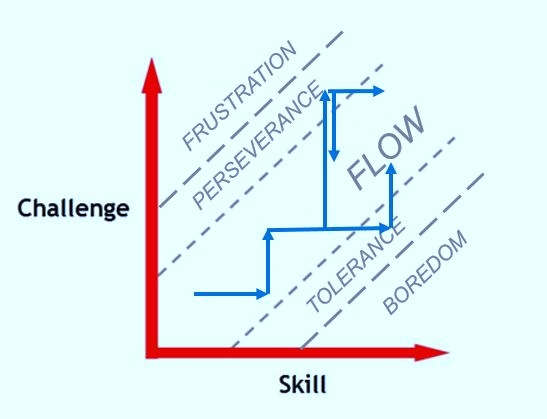 FRUSTRATION
PERSEVERANCE
FLOW
Challenge
TOLERANCE
BOREDOM
Skill